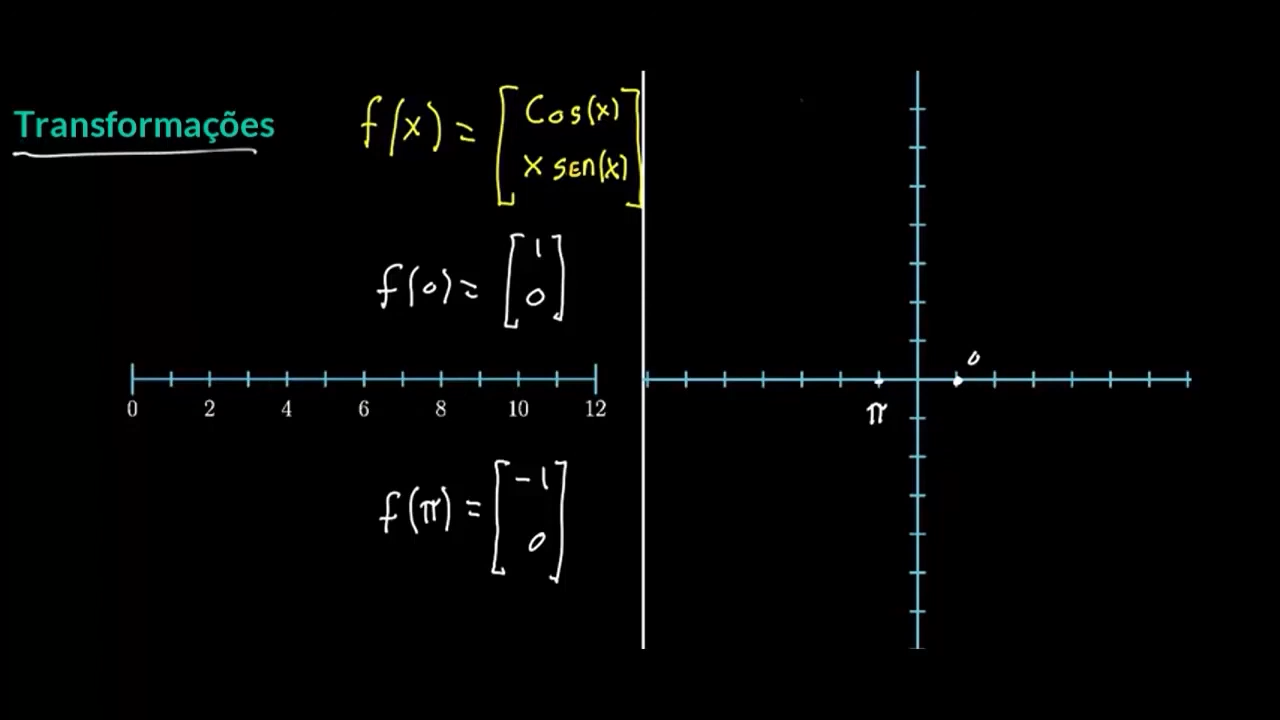 Transformações
f(x) = [cos(x)
x sen(x)]
f(0) = [1
0]
0 2 4 6 8 10 12
0
π
f(π) = [-1
0]